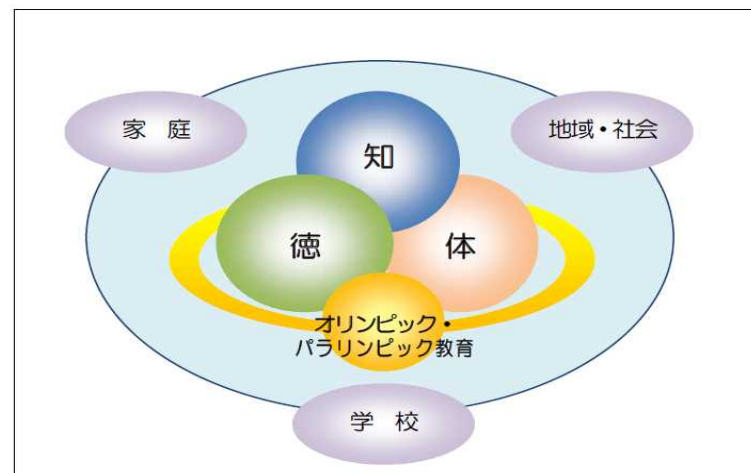 家 庭
地域・社会
知
徳
体
オリンピック・
パラリンピック教育
学 校